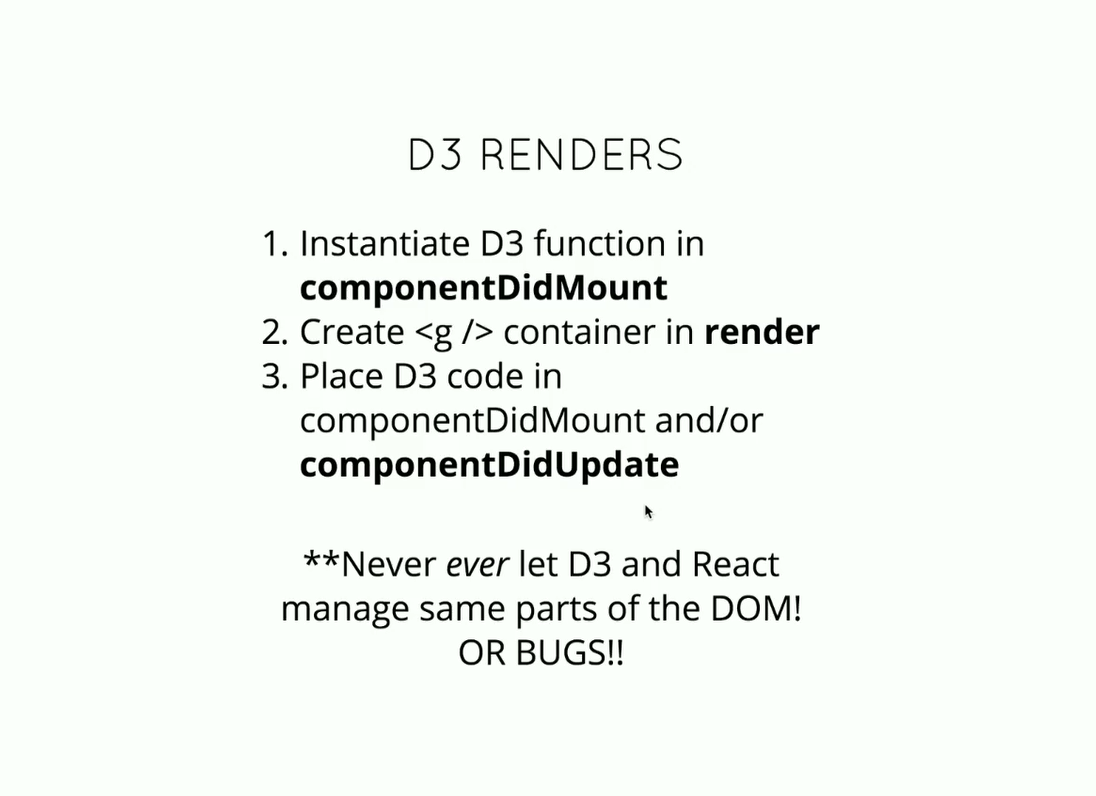 D3 RENDERS
1. Instantiate D3 function in
componentDidMount
2. Create <g /> container in render
3. Place D3 code in
componentDidMount and/or
componentDidUpdate
**Never ever let D3 and React
manage same parts of the DOM!
OR BUGS!!